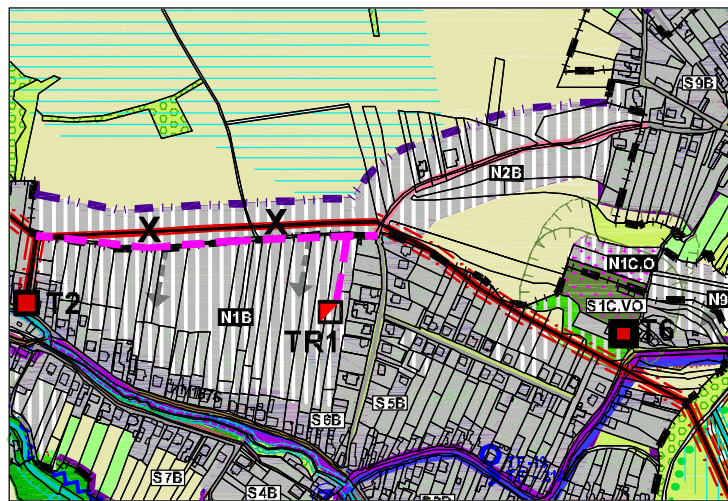 S9B
N2B
X
X
N1C,O
T2
N1B
S1C,VO
N9
TR1
T6
S6B
S5B
S7B
S4B